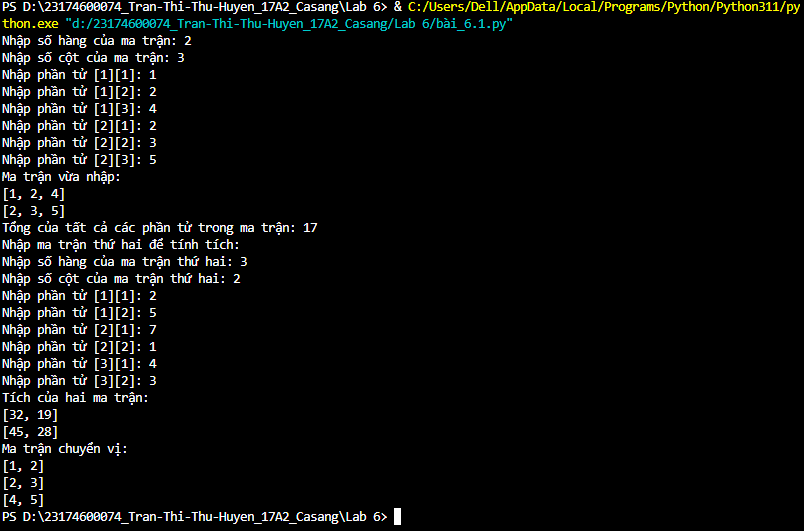 PS D:\23174600074_Tran-Thi-Thu-Huyen_17A2_Casang\Lab 6> & C:/Users/Dell/AppData/Local/Programs/Python/Python311/py
thon.exe "d:/23174600074_Tran-Thi-Thu-Huyen_17A2_Casang/Lab 6/bài_6.1.py"
Nhập số hàng của ma trận: 2
Nhập số cột của ma trận: 3
Nhập phần tử [1][1]: 1
Nhập phần tử [1][2]: 2
Nhập phần tử [1][3]: 4
Nhập phần tử [2][1]: 2
Nhập phần tử [2][2]: 3
Nhập phần tử [2][3]: 5
Ma trận vừa nhập:
[1, 2, 4]
[2, 3, 5]
Tổng của tất cả các phần tử trong ma trận: 17
Nhập ma trận thứ hai để tính tích:
Nhập số hàng của ma trận thứ hai: 3
Nhập số cột của ma trận thứ hai: 2
Nhập phần tử [1][1]: 2
Nhập phần tử [1][2]: 5
Nhập phần tử [2][1]: 7
Nhập phần tử [2][2]: 1
Nhập phần tử [3][1]: 4
Nhập phần tử [3][2]: 3
Tích của hai ma trận:
[32, 19]
[45, 28]
Ma trận chuyển vị:
[1, 2]
[2, 3]
[4, 5]
PS D:\23174600074_Tran-Thi-Thu-Huyen_17A2_Casang\Lab 6>